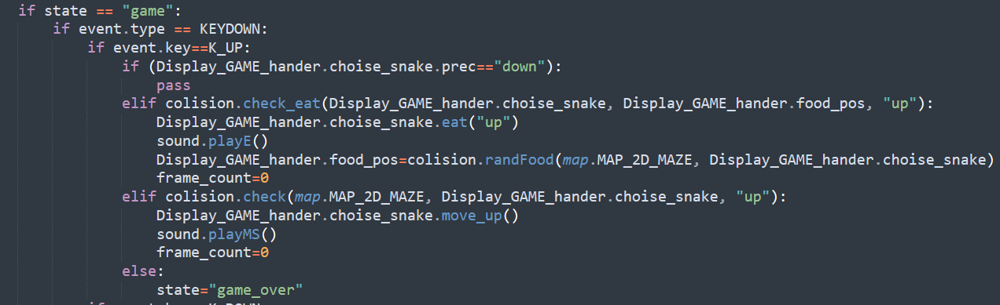 if state == "game":
if event.type == KEYDOWN:
if event.key==K_UP:
if (Display_GAME_hander.choise_snake.prec=="down"):
pass
elif colision.check_eat(Display_GAME_hander.choise_snake, Display_GAME_hander.food_pos, "up"):
Display_GAME_hander.choise_snake.eat("up")
sound.playE()
Display_GAME_hander.food_pos=colision.randFood(map.MAP_2D_MAZE, Display_GAME_hander.choise_snake)
frame_count=0
elif colision.check(map.MAP_2D_MAZE, Display_GAME_hander.choise_snake, "up"):
Display_GAME_hander.choise_snake.move_up()
sound.playMS()
frame_count=0
else:
state="game_over"